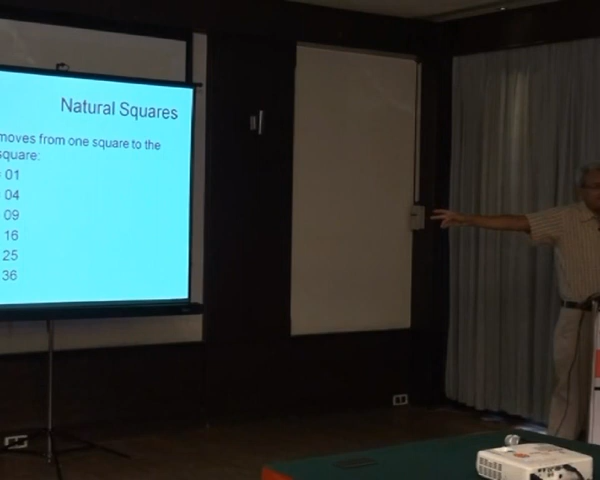 Natural Squares
moves from one square to the
square:
01
04
09
16
25
36